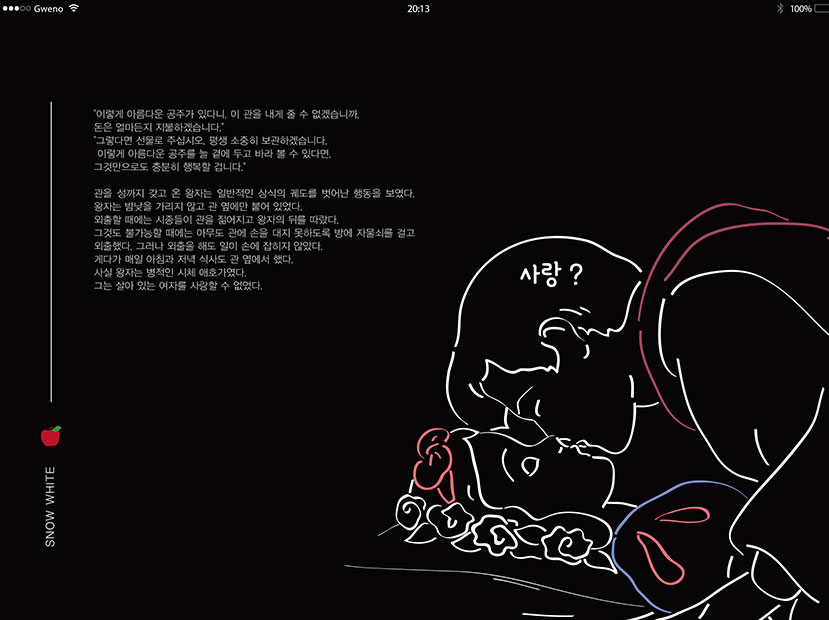 Gweno 20:13 100%
"이렇게 아름다운 공주가 있다니. 이 관을 내게 줄 수 없겠습니까.
돈은 얼마든지 지불하겠습니다."
"그렇다면 선물로 주십시오. 평생 소중히 보관하겠습니다.
이렇게 아름다운 공주를 늘 곁에 두고 바라 볼 수 있다면,
그것만으로도 충분히 행복할 겁니다."
관을 성까지 갖고 온 왕자는 일반적인 상식의 궤도를 벗어난 행동을 보였다.
왕자는 밤낮을 가리지 않고 관 옆에만 붙어 있었다.
외출할 때에는 시종들이 관을 짊어지고 왕자의 뒤를 따랐다.
그것도 불가능할 때에는 아무도 관에 손을 대지 못하도록 방에 자물쇠를 걸고
외출했다. 그러나 외출을 해도 일이 손에 잡히지 않았다.
게다가 매일 아침과 저녁 식사도 관 옆에서 했다.
사실 왕자는 병적인 시체 애호가였다.
그는 살아 있는 여자를 사랑할 수 없었다.
사랑?
SNOW WHITE